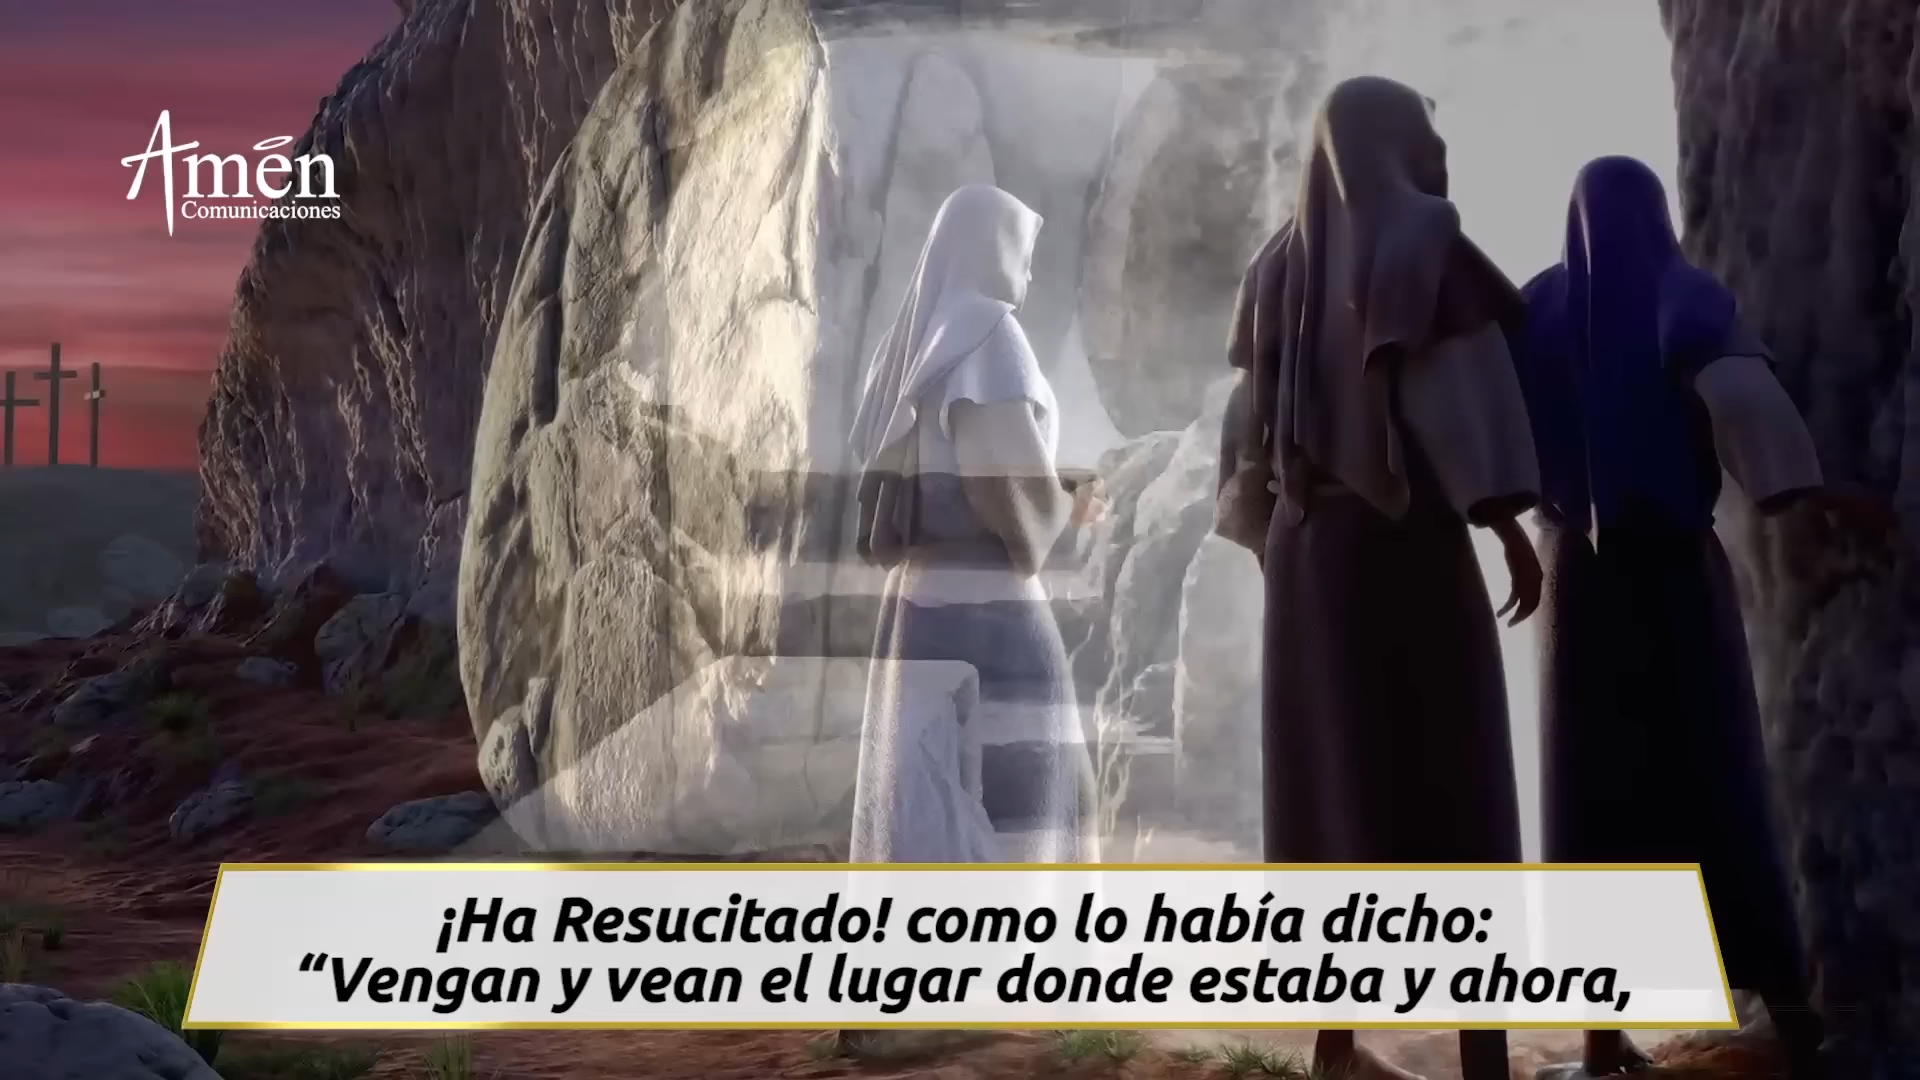 Amén
Comunicaciones
¡Ha Resucitado! como lo había dicho:
“Vengan y vean el lugar donde estaba y ahora,